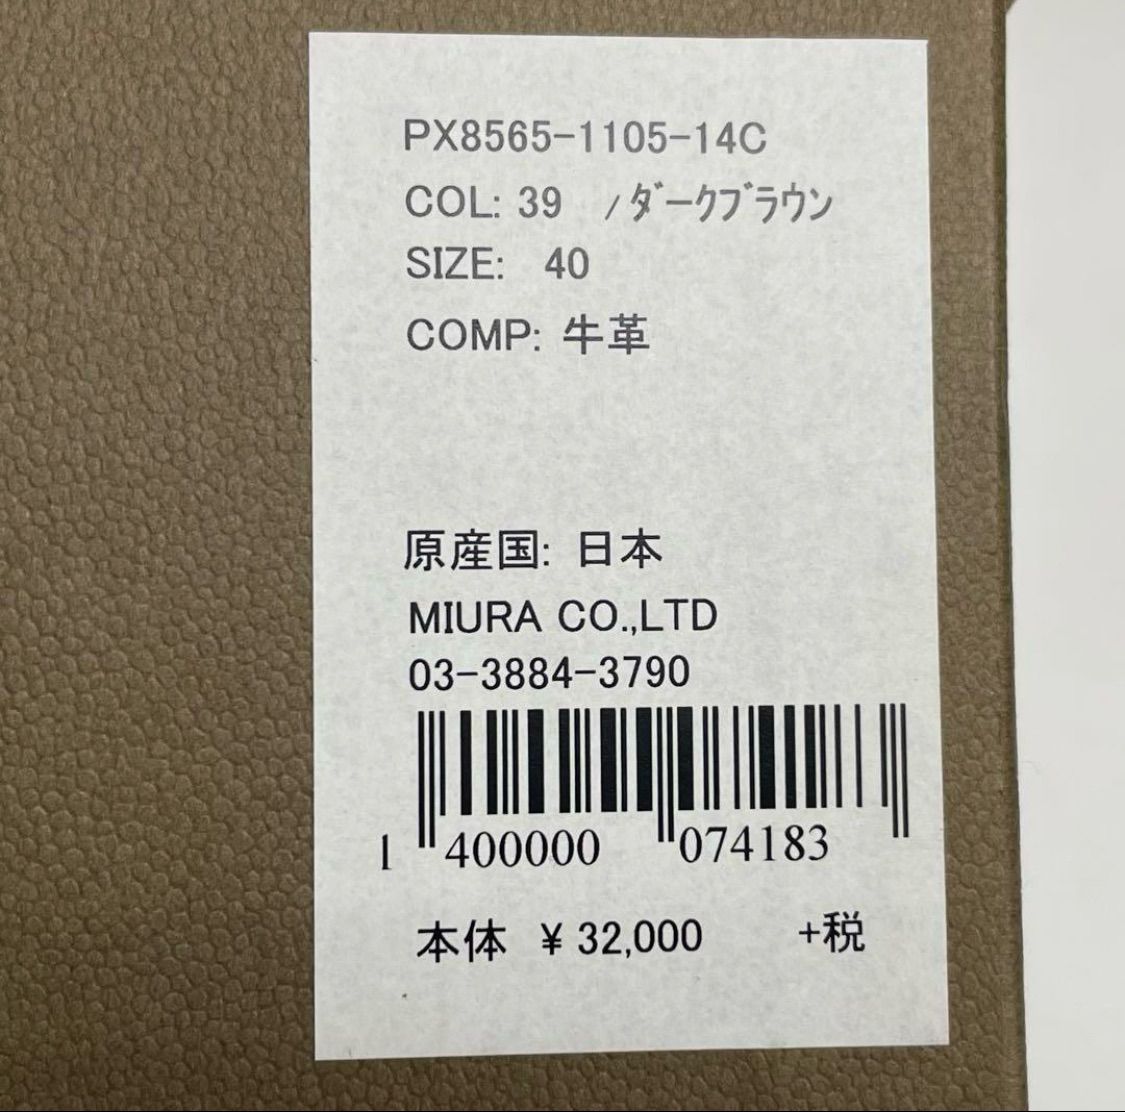 PX8565-1105-14C
COL: 39 /ﾀﾞｰｸﾌﾞﾗｳﾝ
SIZE: 40
COMP: 牛革
原産国: 日本
MIURA CO.,LTD
03-3884-3790
1 400000 074183
本体 ¥ 32,000 +税